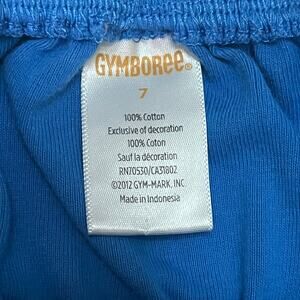 GYMBOREE®
7
100% Cotton
Exclusive of decoration
100% Coton
Sauf la décoration
RN70530/CA31802
©2012 GYM-MARK, INC.
Made in Indonesia